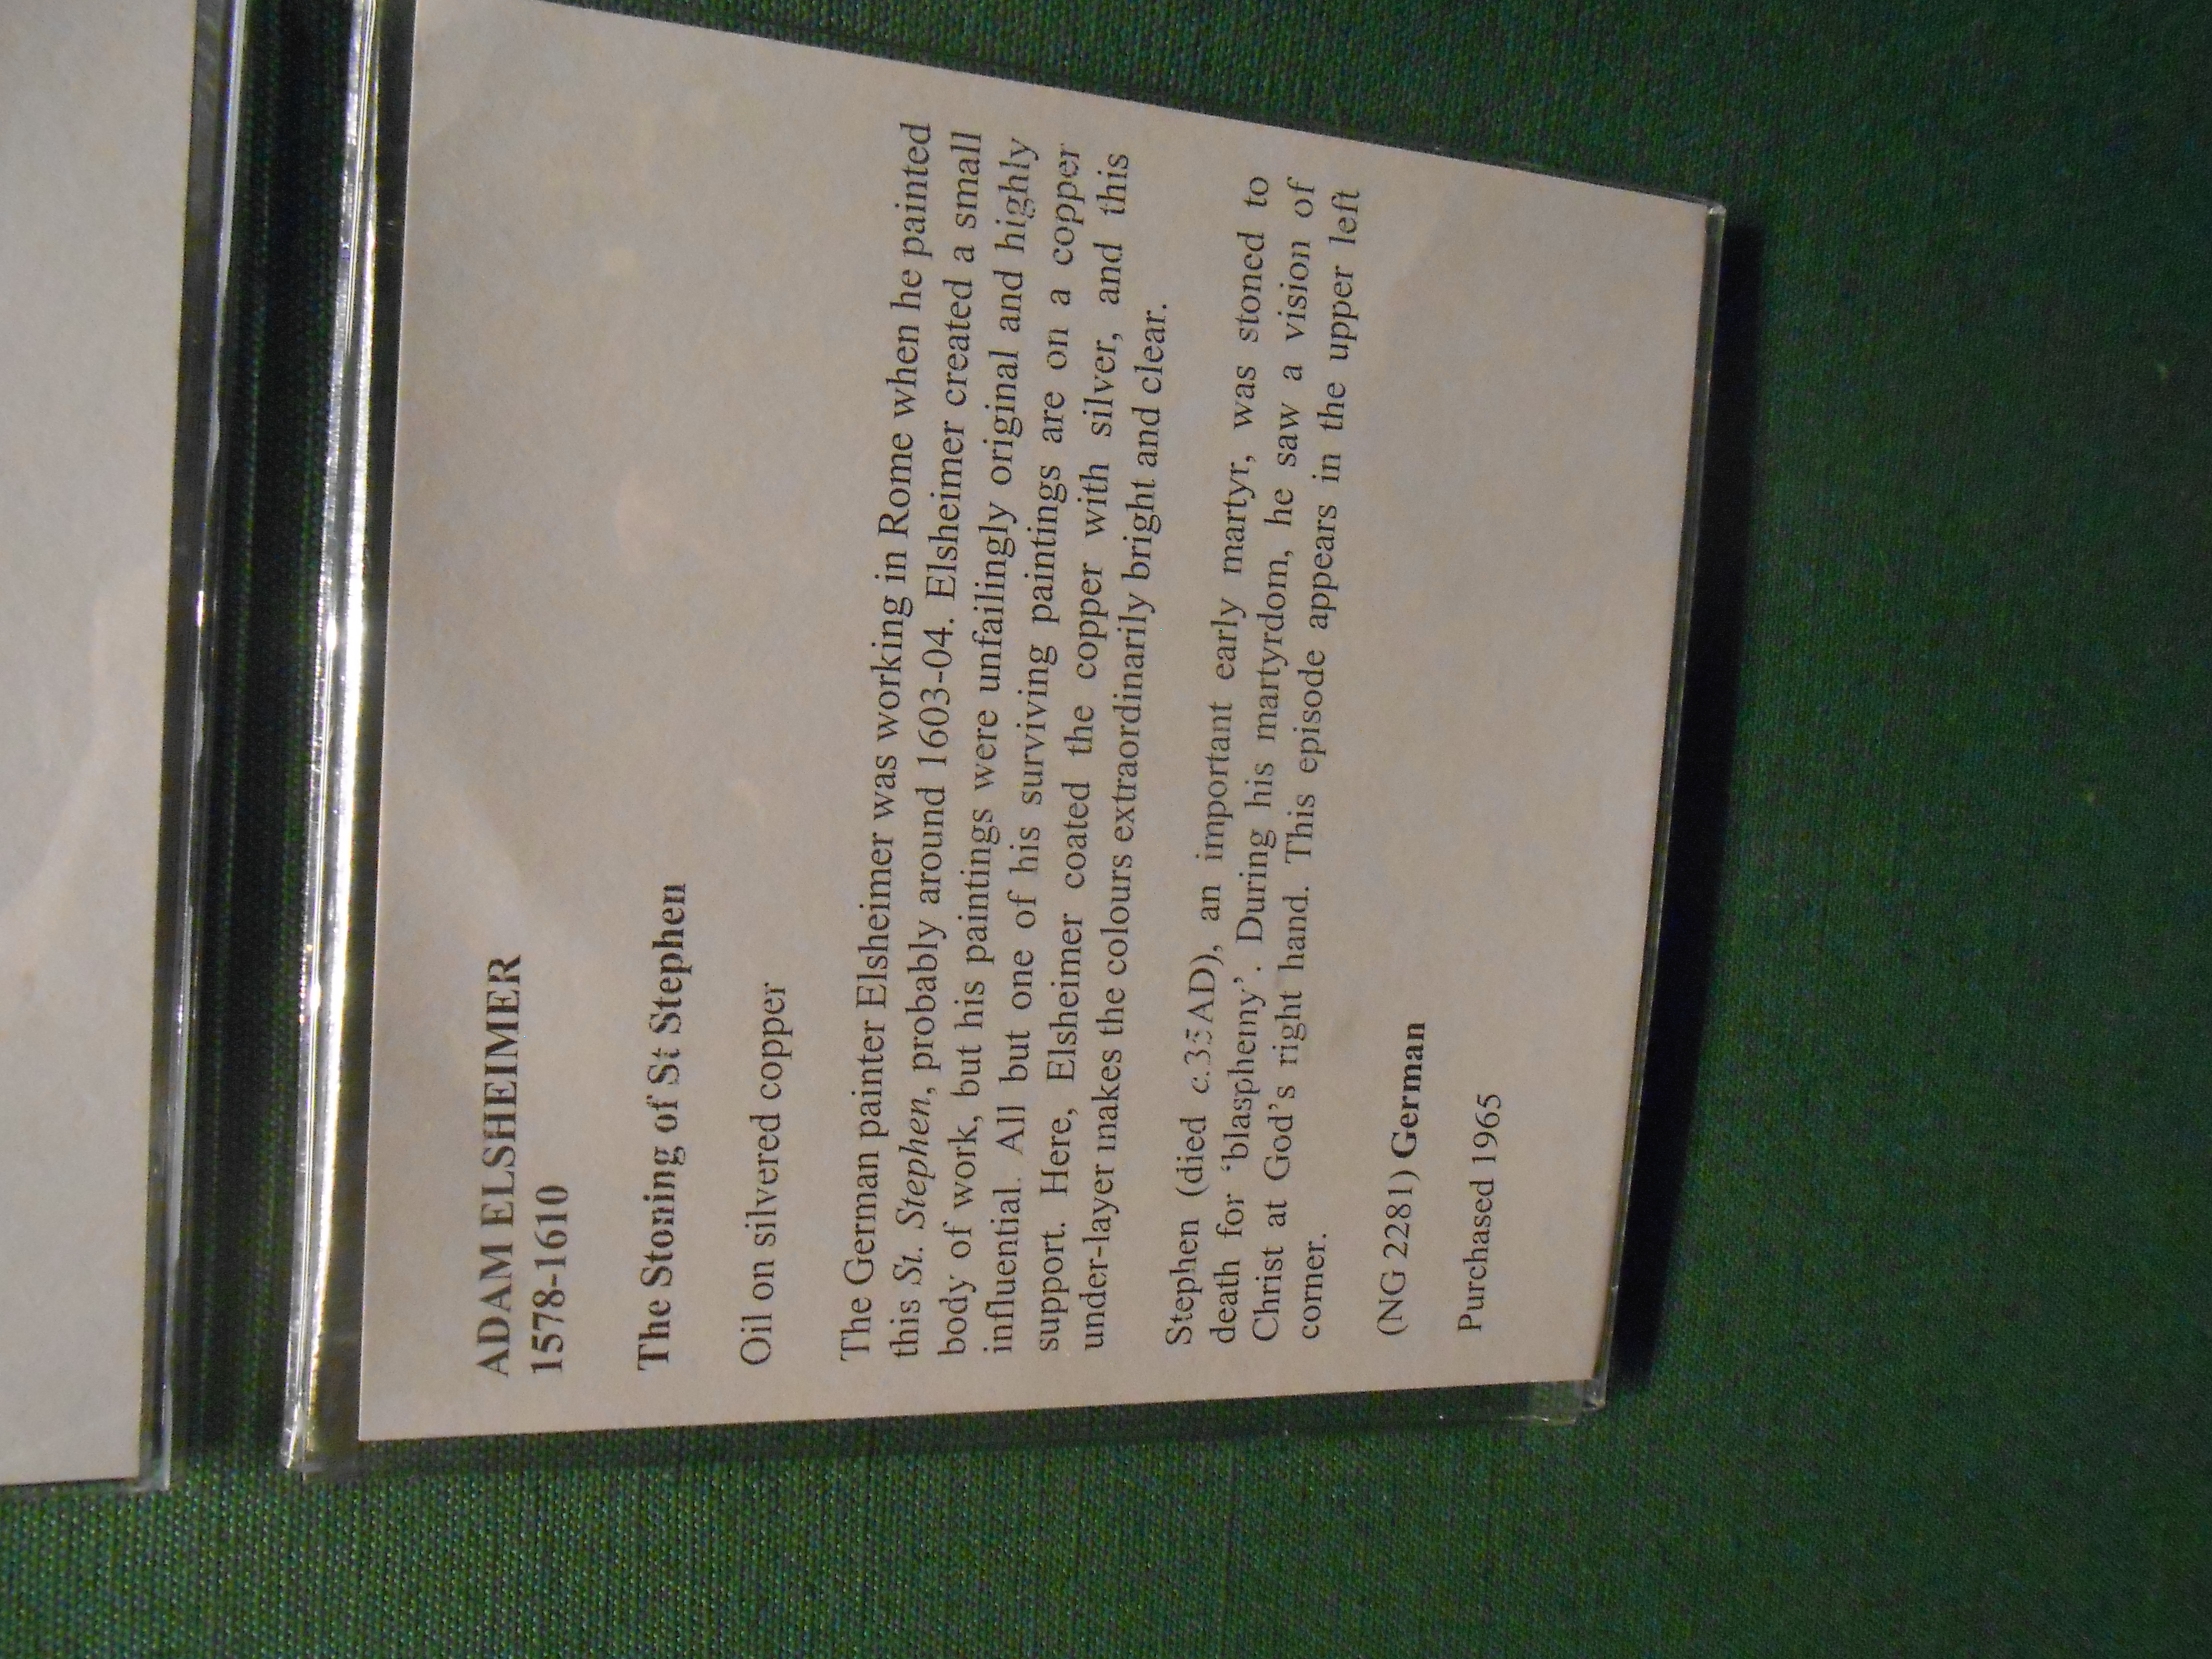 ADAM ELSHEIMER
1578-1610
The Stoning of St Stephen
Oil on silvered copper
The German painter Elsheimer was working in Rome when he painted
this St. Stephen, probably around 1603-04. Elsheimer created a small
body of work, but his paintings were unfailingly original and highly
influential. All but one of his surviving paintings are on a copper
support. Here, Elsheimer coated the copper with silver, and this
under-layer makes the colours extraordinarily bright and clear.
Stephen (died c.35AD), an important early martyr, was stoned to
death for ‘blasphemy’. During his martyrdom, he saw a vision of
Christ at God’s right hand. This episode appears in the upper left
corner.
(NG 2281) German
Purchased 1965